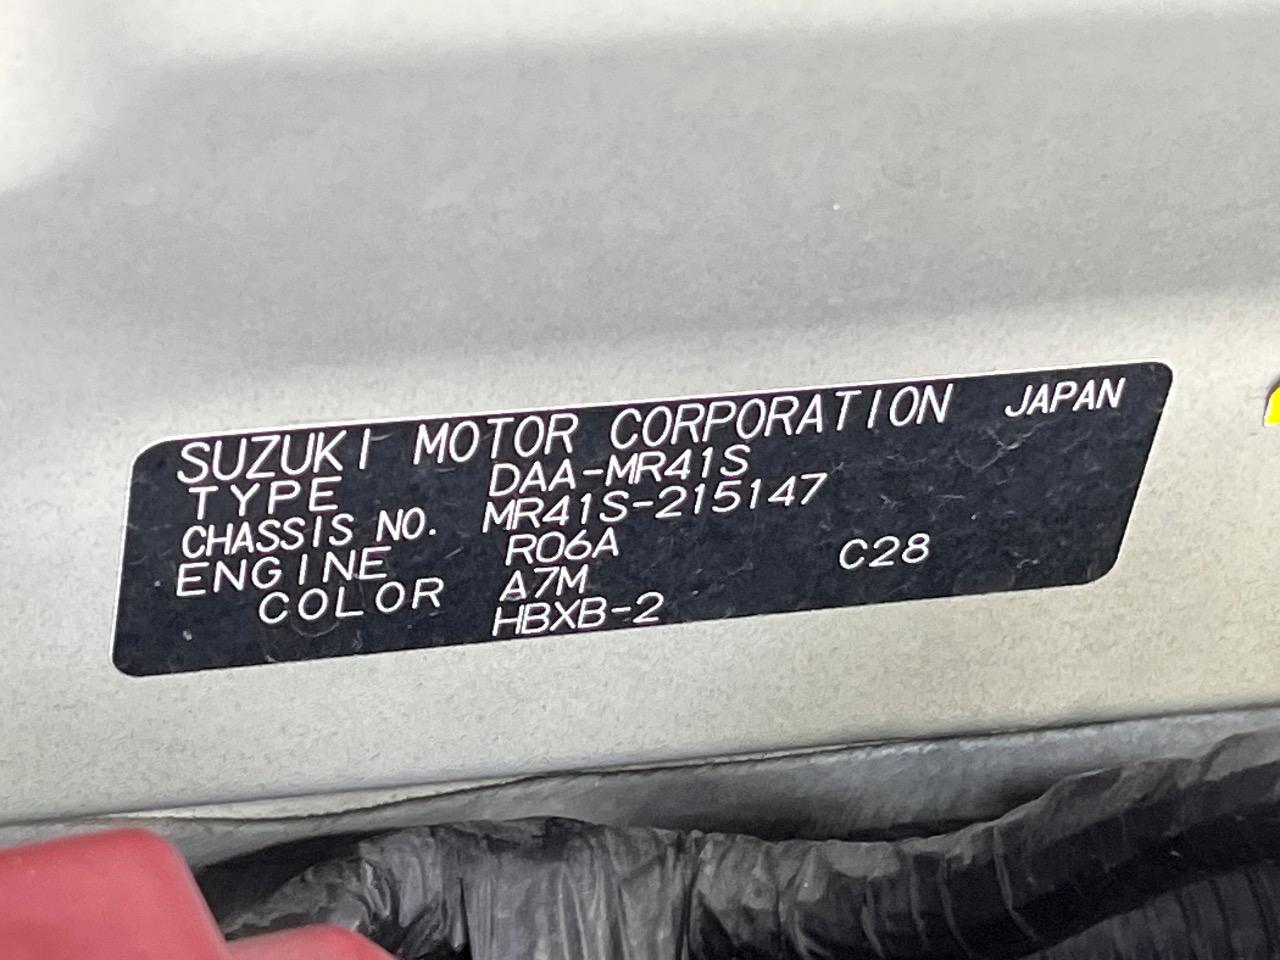 SUZUKI MOTOR CORPORATION JAPAN
TYPE DAA-MR41S
CHASSIS NO. MR41S-215147
ENGINE R06A
COLOR A7M C28
HBXB-2